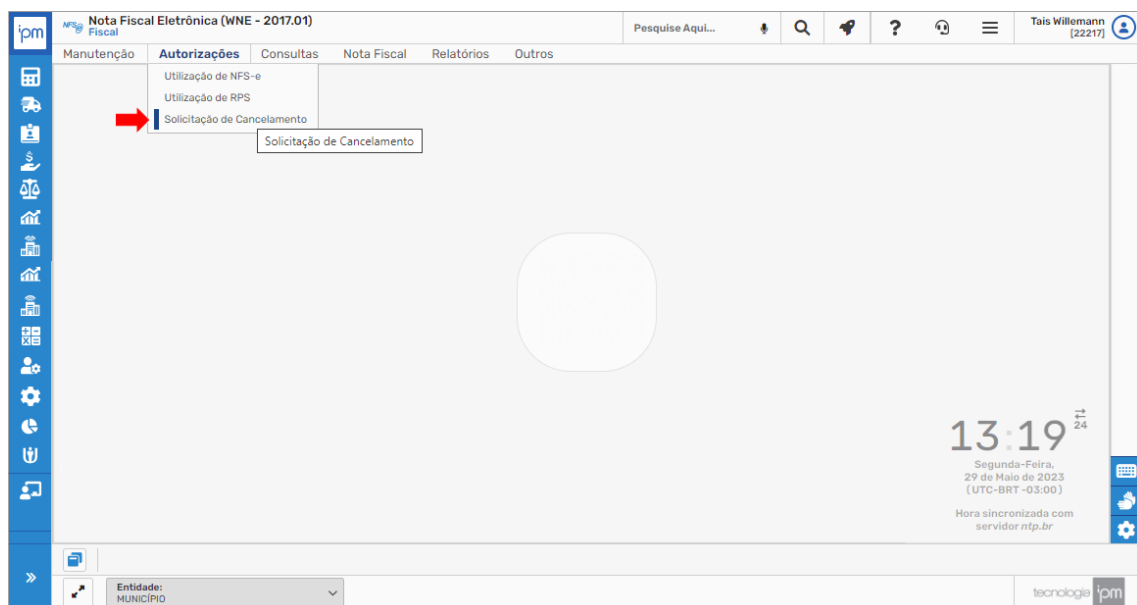 ipm
NFS-e
Nota Fiscal Eletrônica (WNE - 2017.01)
Fiscal
Pesquise Aqui...
?
Tais Willemann
[22217]
Manutenção Autorizações Consultas Nota Fiscal Relatórios Outros
Utilização de NFS-e
Utilização de RPS
Solicitação de Cancelamento
Solicitação de Cancelamento
13:19
24
Segunda-Feira,
29 de Maio de 2023
(UTC-BRT -03:00)
Hora sincronizada com
servidor ntp.br
Entidade:
MUNICÍPIO
tecnologia ipm